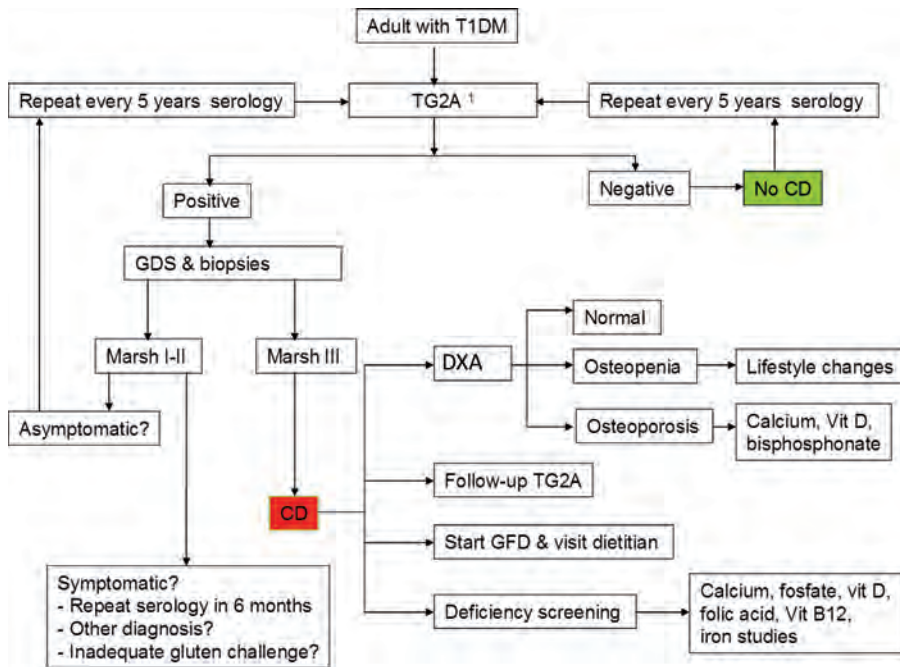 Adult with T1DM
Repeat every 5 years serology
TG2A 1
Repeat every 5 years serology
Positive
Negative
No CD
GDS & biopsies
Marsh I-II
Marsh III
DXA
Normal
Osteopenia
Lifestyle changes
Asymptomatic?
Osteoporosis
Calcium, Vit D,
bisphosphonate
Follow-up TG2A
CD
Start GFD & visit dietitian
Symptomatic?
- Repeat serology in 6 months
- Other diagnosis?
- Inadequate gluten challenge?
Deficiency screening
Calcium, fosfate, vit D,
folic acid, Vit B12,
iron studies